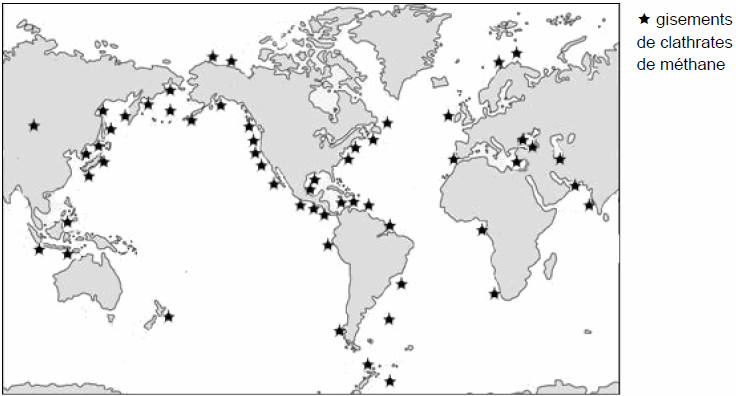 ★ gisements
de clathrates
de méthane